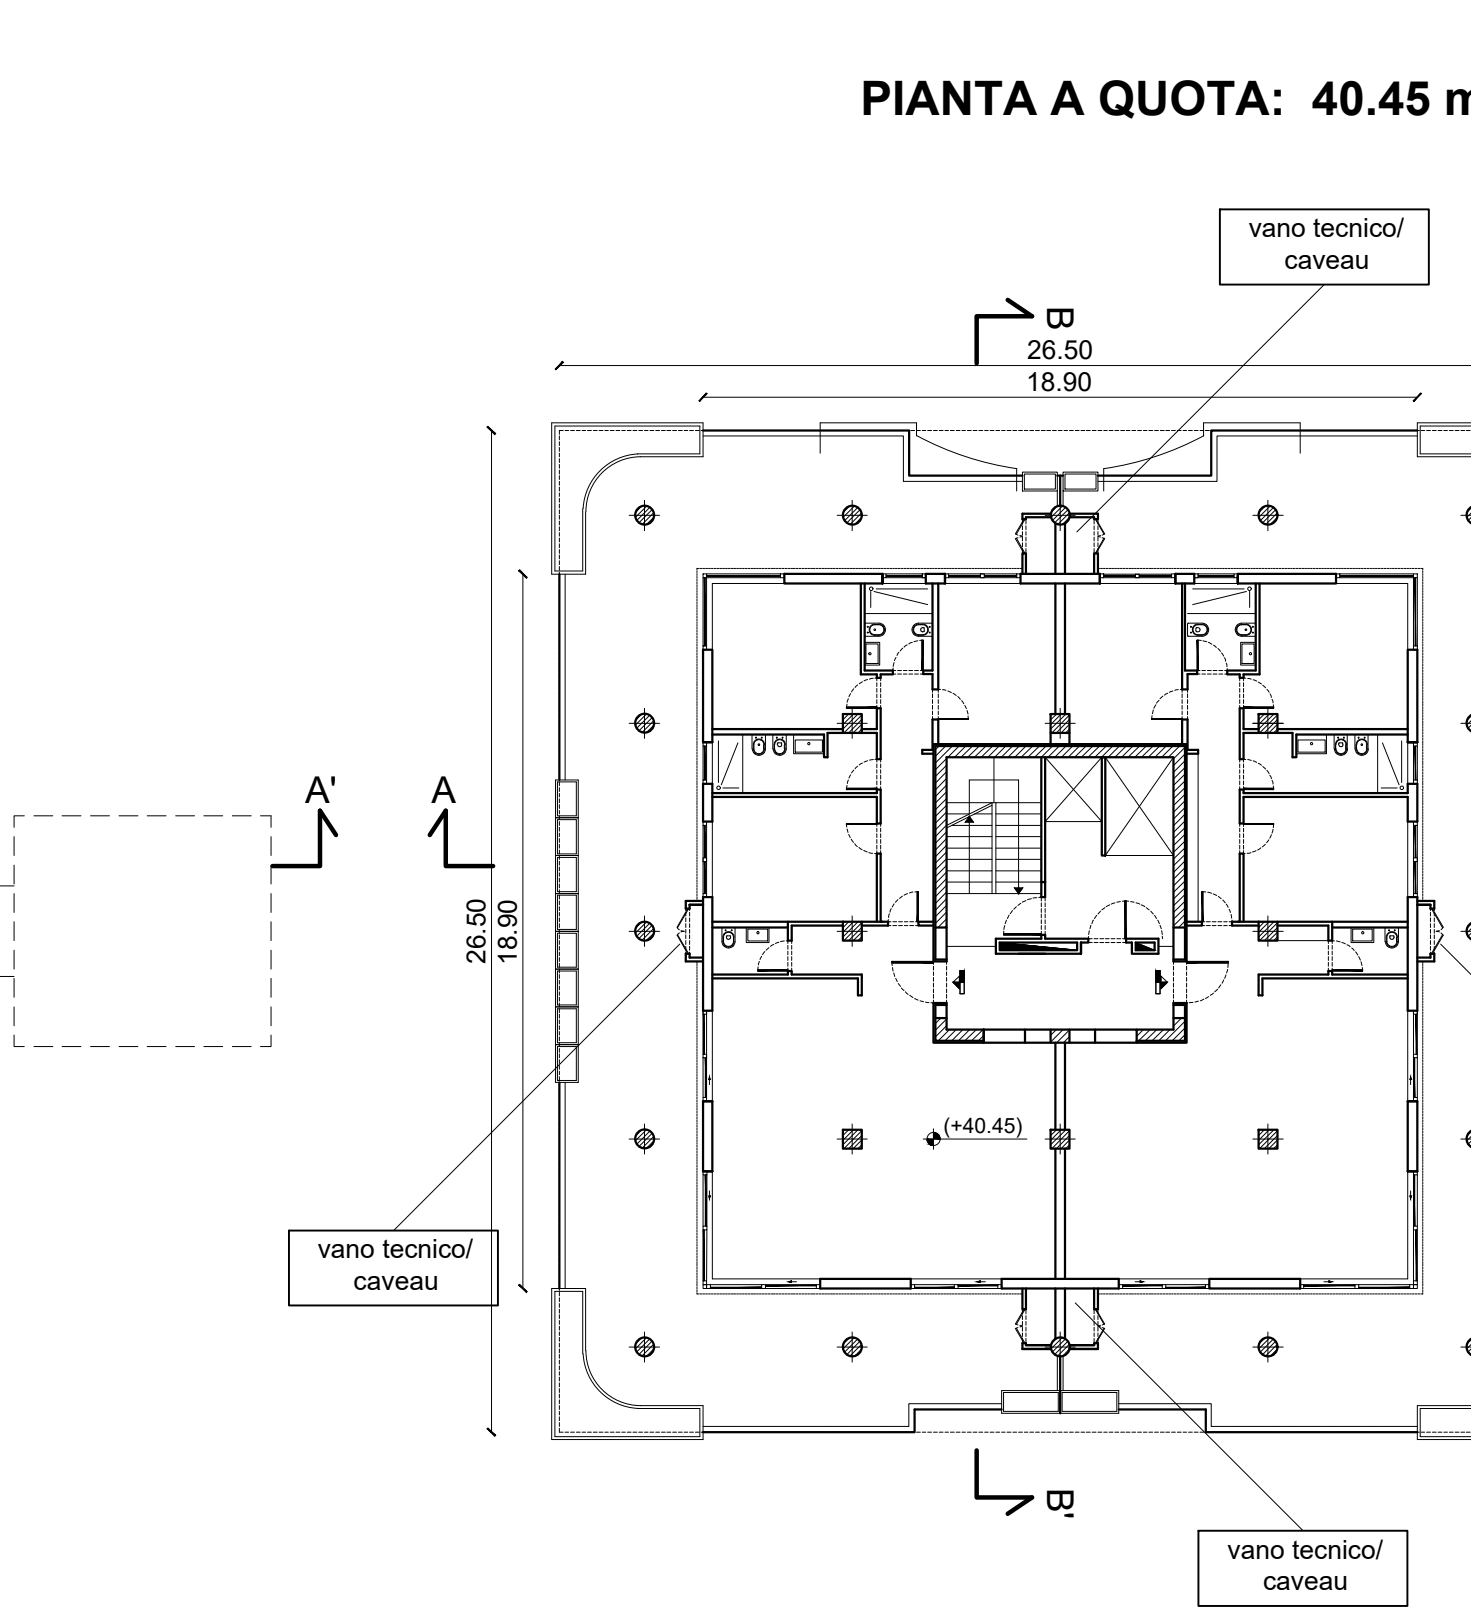 PIANTA A QUOTA: 40.45 m
vano tecnico/
caveau
B
26.50
18.90
A'
A
26.50
18.90
(+40.45)
vano tecnico/
caveau
B'
vano tecnico/
caveau